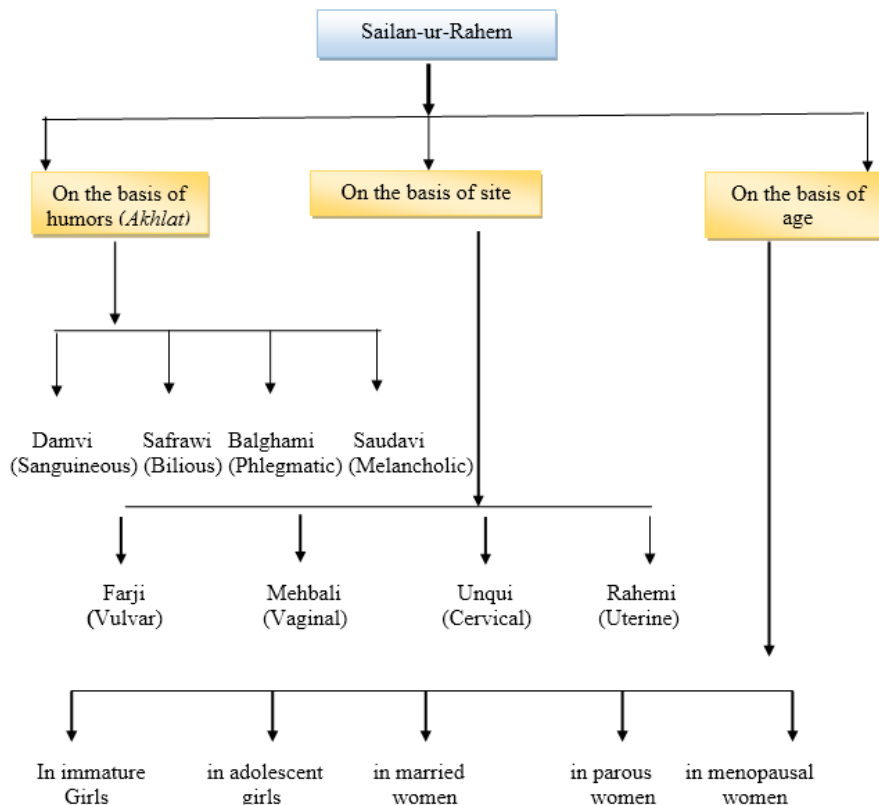 Sailan-ur-Rahem
On the basis of
humors (Akhlat)
On the basis of site
On the basis of
age
Damvi
(Sanguineous)
Safrawi
(Bilious)
Balghami
(Phlegmatic)
Saudavi
(Melancholic)
Farji
(Vulvar)
Mehbali
(Vaginal)
Unqui
(Cervical)
Rahemi
(Uterine)
In immature
Girls
in adolescent
girls
in married
women
in parous
women
in menopausal
women